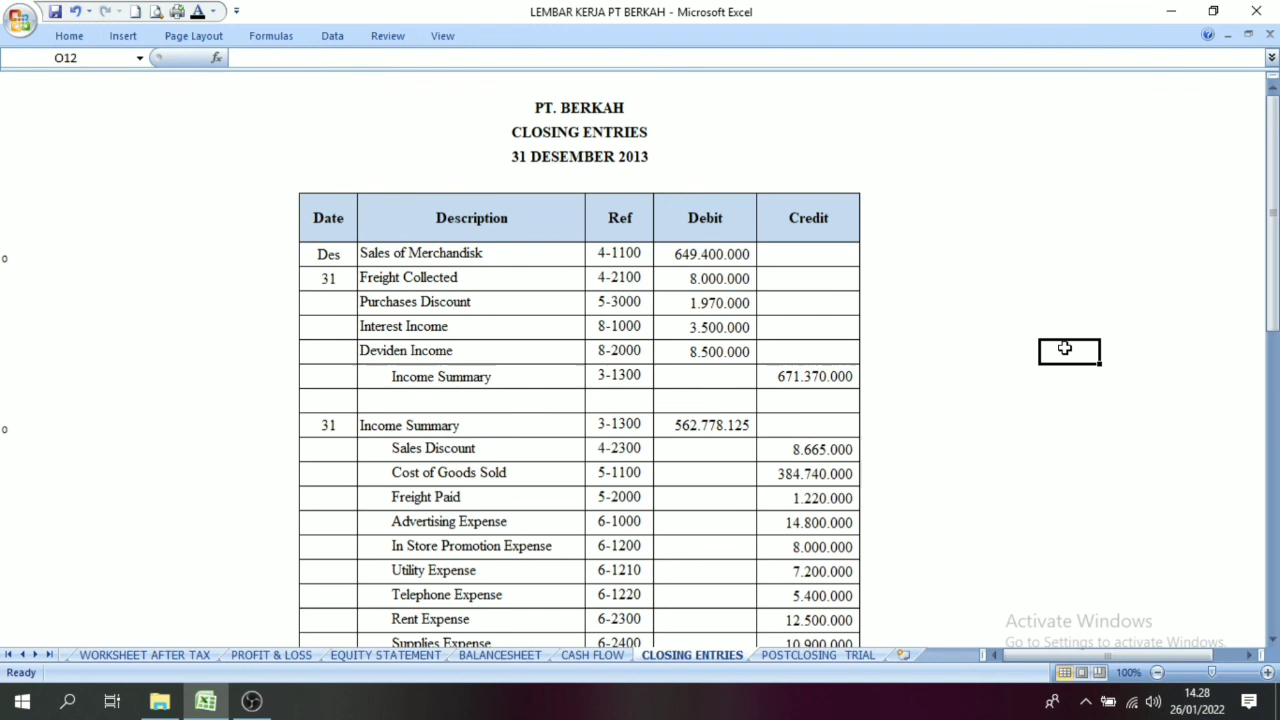 LEMBAR KERJA PT BERKAH - Microsoft Excel
Home Insert Page Layout Formulas Data Review View
O12 fx
PT. BERKAH
CLOSING ENTRIES
31 DESEMBER 2013
Date Description Ref Debit Credit
Des Sales of Merchandisk 4-1100 649.400.000
31 Freight Collected 4-2100 8.000.000
Purchases Discount 5-3000 1.970.000
Interest Income 8-1000 3.500.000
Deviden Income 8-2000 8.500.000
Income Summary 3-1300 671.370.000
31 Income Summary 3-1300 562.778.125
Sales Discount 4-2300 8.665.000
Cost of Goods Sold 5-1100 384.740.000
Freight Paid 5-2000 1.220.000
Advertising Expense 6-1000 14.800.000
In Store Promotion Expense 6-1200 8.000.000
Utility Expense 6-1210 7.200.000
Telephone Expense 6-1220 5.400.000
Rent Expense 6-2300 12.500.000
Supplies Expense 6-2400 10.900.000
Activate Windows
Go to Settings to activate Windows.
WORKSHEET AFTER TAX PROFIT & LOSS EQUITY STATEMENT BALANCESHEET CASH FLOW CLOSING ENTRIES POSTCLOSING TRIAL
Ready 100%
14.28
26/01/2022